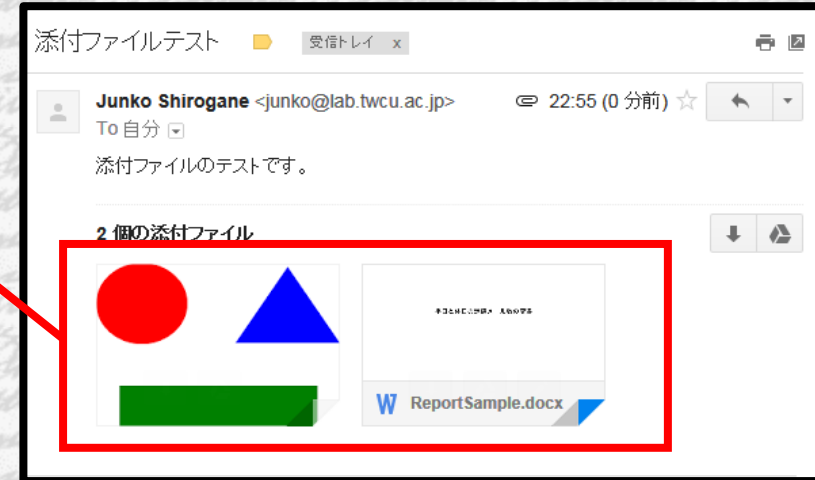 添付ファイルテスト
受信トレイ x
Junko Shirogane <junko@lab.twcu.ac.jp>
22:55 (0 分前)
To 自分
添付ファイルのテストです。
2 個の添付ファイル
W ReportSample.docx